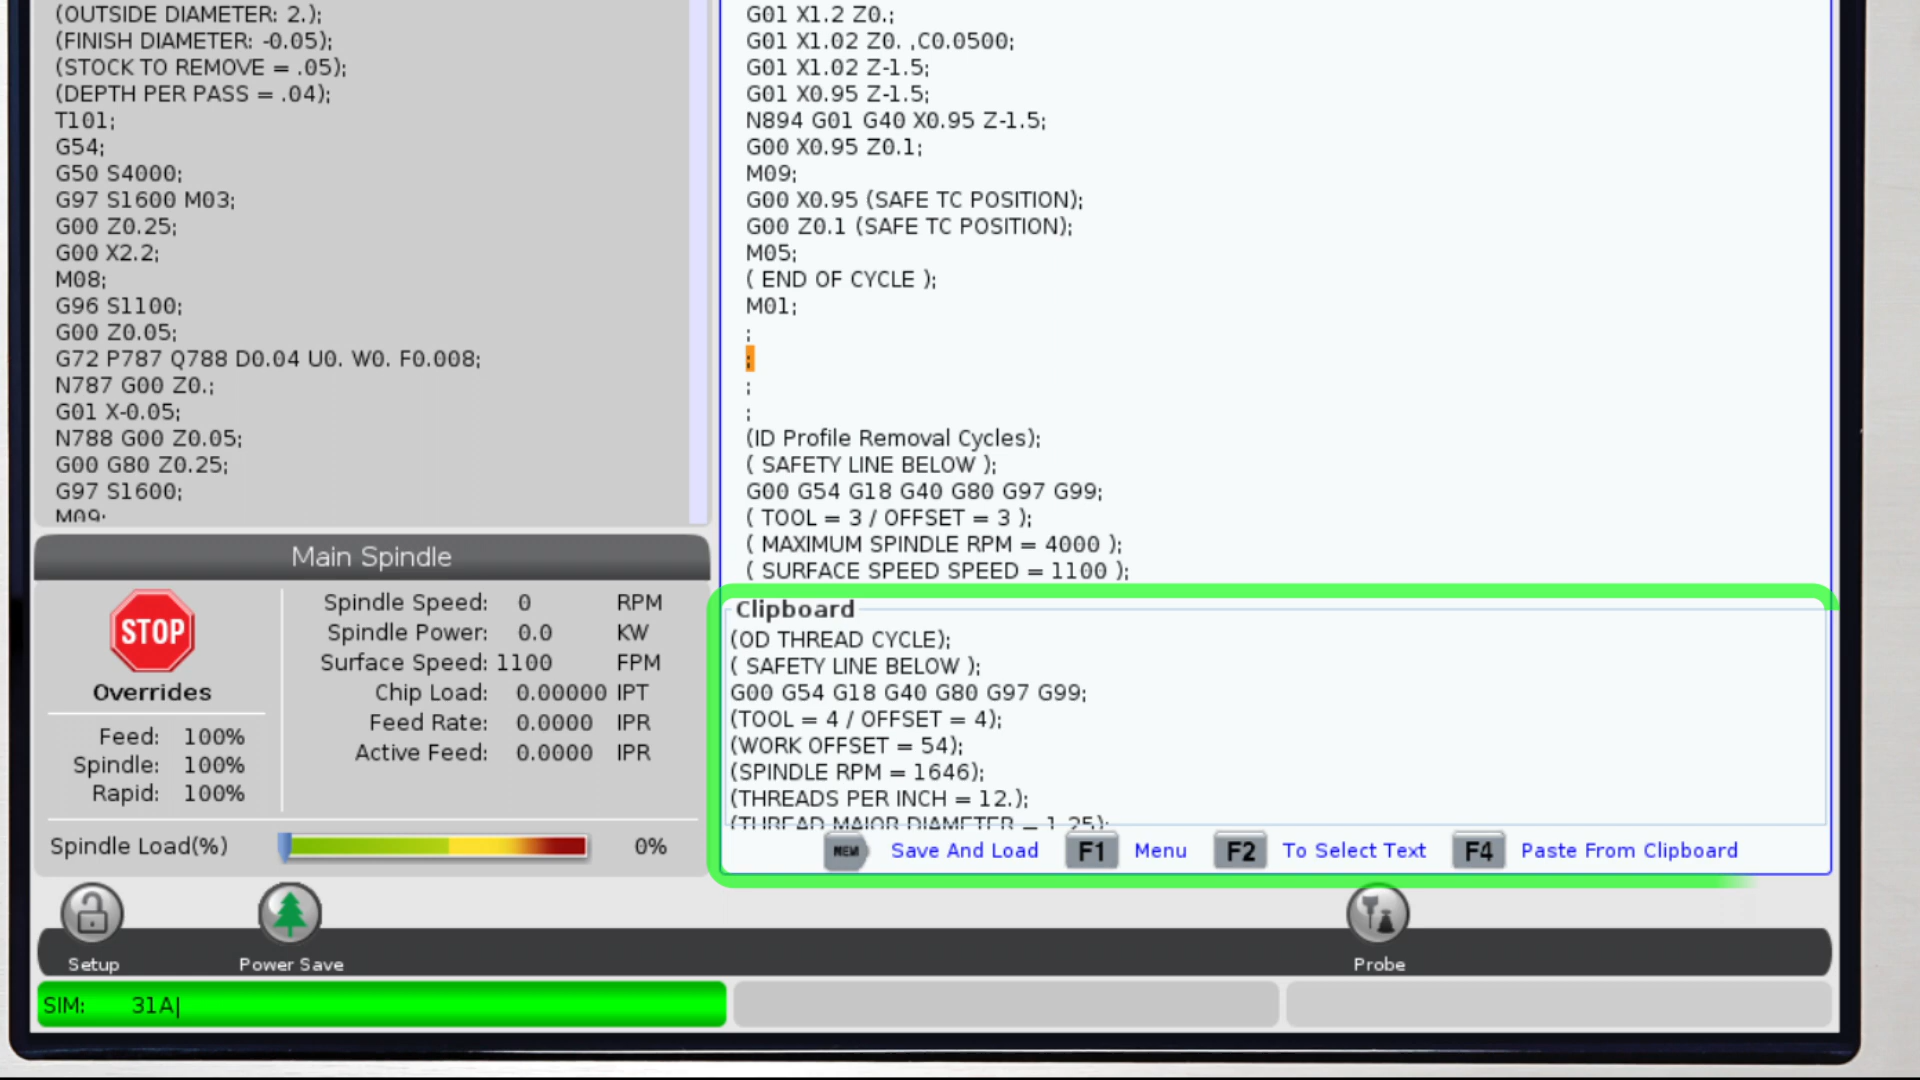 (OUTSIDE DIAMETER: 2.);
(FINISH DIAMETER: -0.05);
(STOCK TO REMOVE = .05);
(DEPTH PER PASS = .04);
T101;
G54;
G50 S4000;
G97 S1600 M03;
G00 Z0.25;
G00 X2.2;
M08;
G96 S1100;
G00 Z0.05;
G72 P787 Q788 D0.04 U0. W0. F0.008;
N787 G00 Z0.;
G01 X-0.05;
N788 G00 Z0.05;
G00 G80 Z0.25;
G97 S1600;
M09;
Main Spindle
STOP
Overrides
Feed: 100%
Spindle: 100%
Rapid: 100%
Spindle Speed: 0 RPM
Spindle Power: 0.0 KW
Surface Speed: 1100 FPM
Chip Load: 0.00000 IPT
Feed Rate: 0.0000 IPR
Active Feed: 0.0000 IPR
Spindle Load(%) 0%
G01 X1.2 Z0.;
G01 X1.02 Z0. ,C0.0500;
G01 X1.02 Z-1.5;
G01 X0.95 Z-1.5;
N894 G01 G40 X0.95 Z-1.5;
G00 X0.95 Z0.1;
M09;
G00 X0.95 (SAFE TC POSITION);
G00 Z0.1 (SAFE TC POSITION);
M05;
( END OF CYCLE );
M01;
;
;
;
;
(ID Profile Removal Cycles);
( SAFETY LINE BELOW );
G00 G54 G18 G40 G80 G97 G99;
( TOOL = 3 / OFFSET = 3 );
( MAXIMUM SPINDLE RPM = 4000 );
( SURFACE SPEED SPEED = 1100 );
Clipboard
(OD THREAD CYCLE);
( SAFETY LINE BELOW );
G00 G54 G18 G40 G80 G97 G99;
(TOOL = 4 / OFFSET = 4);
(WORK OFFSET = 54);
(SPINDLE RPM = 1646);
(THREADS PER INCH = 12.);
(THREAD MAJOR DIAMETER = 1.25);
MEM Save And Load F1 Menu F2 To Select Text F4 Paste From Clipboard
Setup Power Save Probe
SIM: 31A|